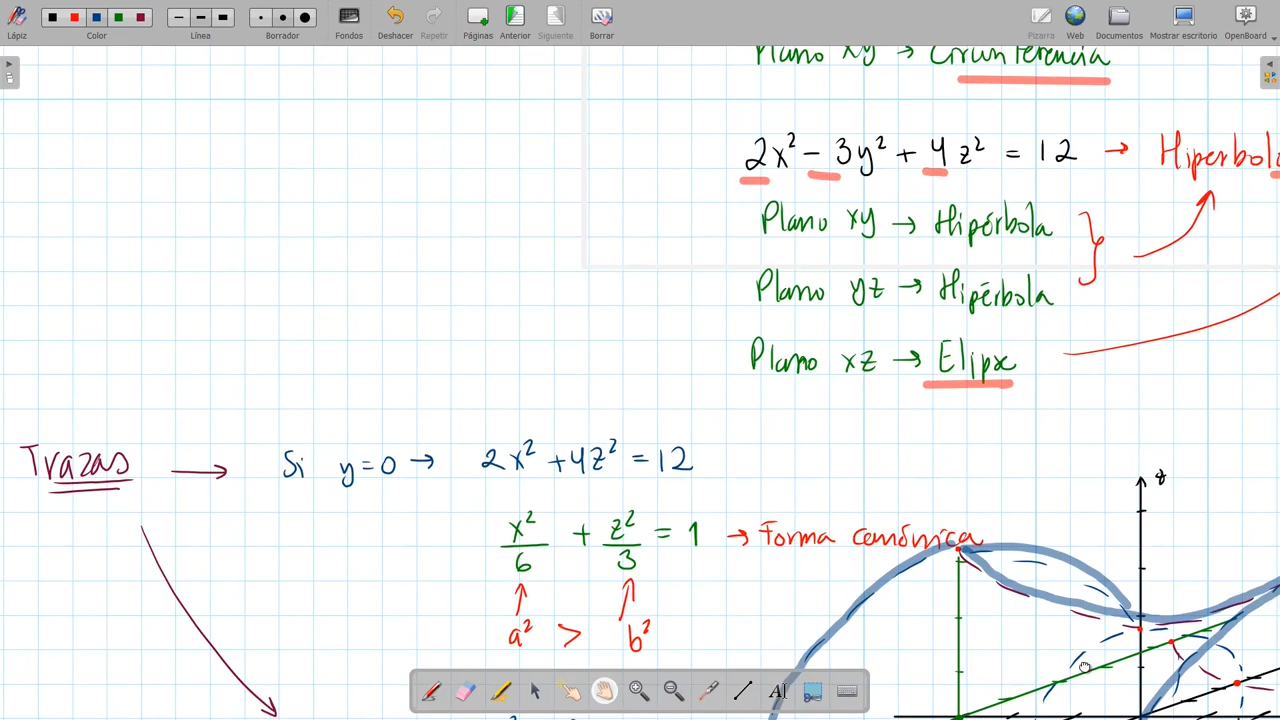 Lápiz Color Línea Borrador Fondos Deshacer Repetir Páginas Anterior Siguiente Borrar Pizarra Web Documentos Mostrar escritorio OpenBoard
Plano xy → Circunferencia
2x² − 3y² + 4z² = 12 → Hiperbol
Plano xy → Hipérbola
Plano yz → Hipérbola
Plano xz → Elipse
Trazas → Si y=0 → 2x² + 4z² = 12
z
x²/6 + z²/3 = 1 → Forma canónica
a² > b²